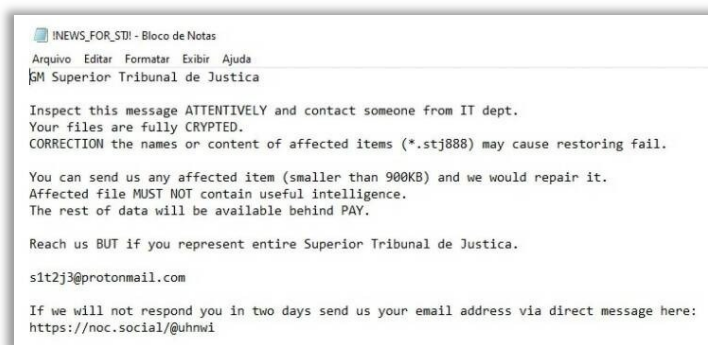 !NEWS_FOR_STJ! - Bloco de Notas
Arquivo Editar Formatar Exibir Ajuda
GM Superior Tribunal de Justica
Inspect this message ATTENTIVELY and contact someone from IT dept.
Your files are fully CRYPTED.
CORRECTION the names or content of affected items (*.stj888) may cause restoring fail.
You can send us any affected item (smaller than 900KB) and we would repair it.
Affected file MUST NOT contain useful intelligence.
The rest of data will be available behind PAY.
Reach us BUT if you represent entire Superior Tribunal de Justica.
s1t2j3@protonmail.com
If we will not respond you in two days send us your email address via direct message here:
https://noc.social/@uhnwi